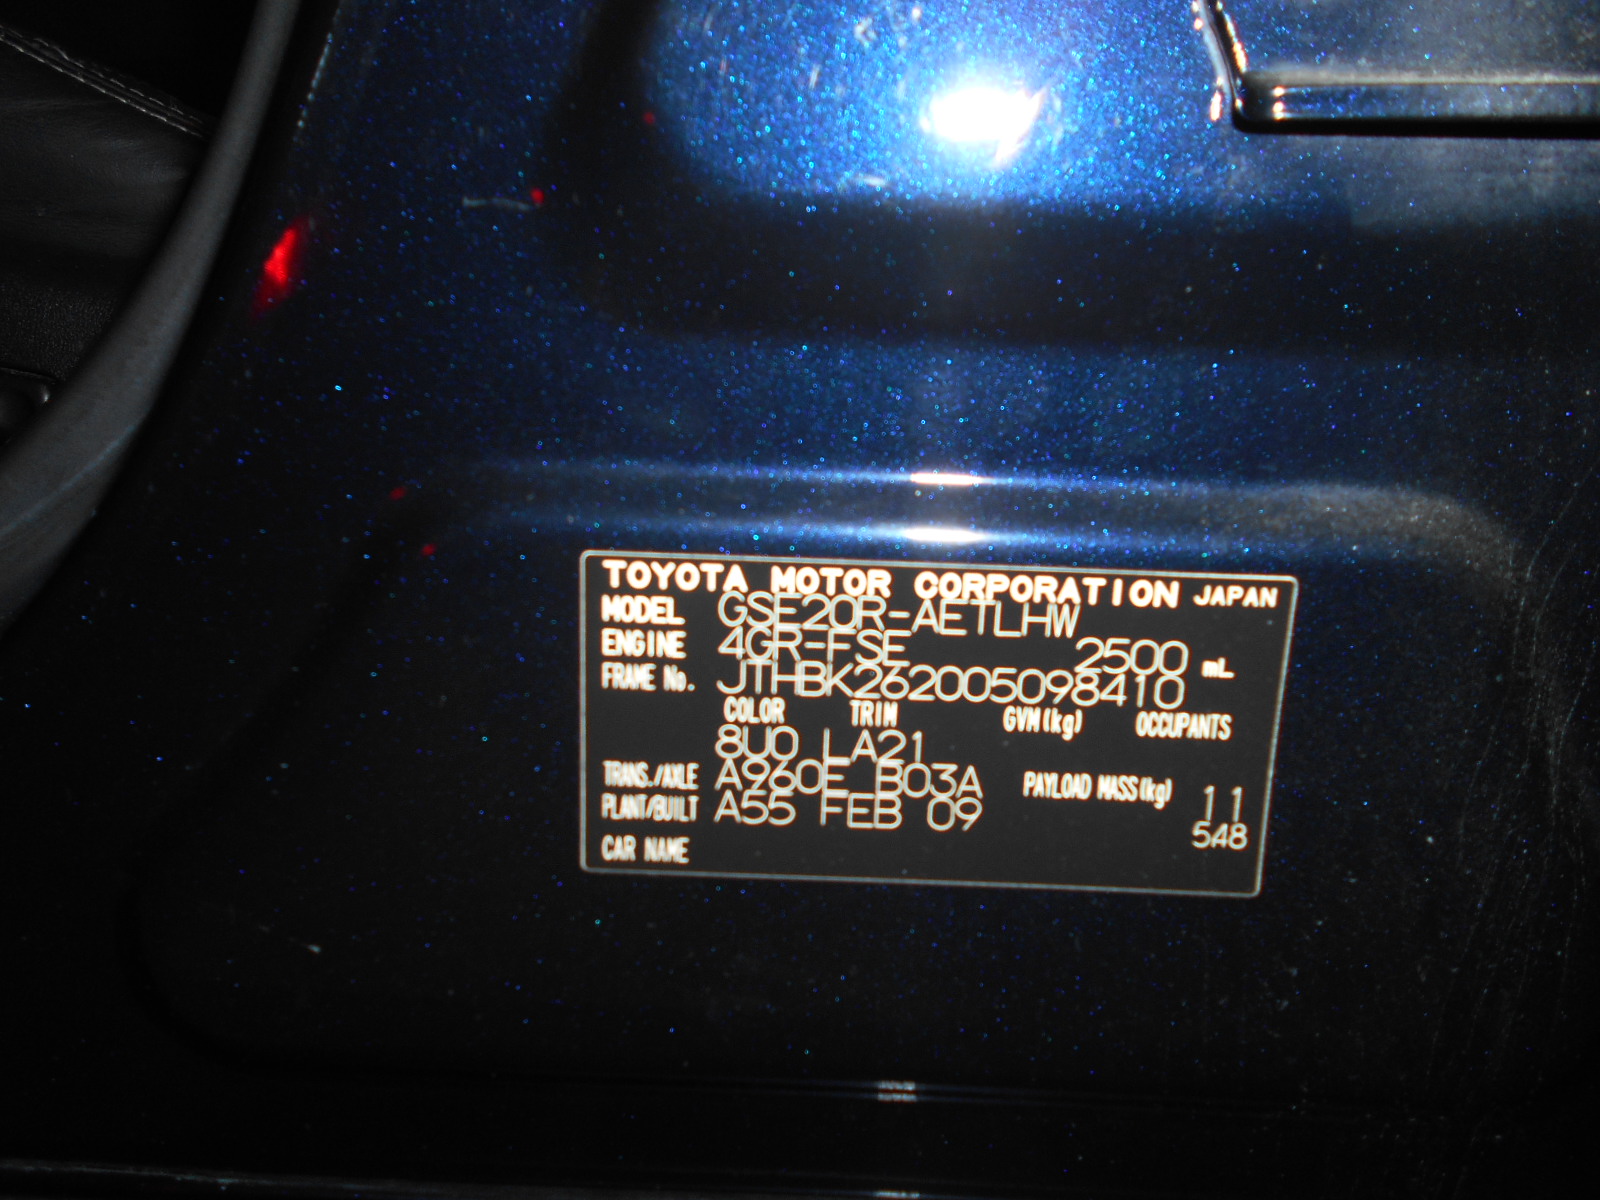 TOYOTA MOTOR CORPORATION JAPAN
MODEL GSE20R-AETLHW
ENGINE 4GR-FSE 2500 mL
FRAME No. JTHBK262005098410
COLOR TRIM GVM(kg) OCCUPANTS
8U0 LA21
TRANS./AXLE A960E B03A PAYLOAD MASS(kg) 11
PLANT/BUILT A55 FEB 09 548
CAR NAME